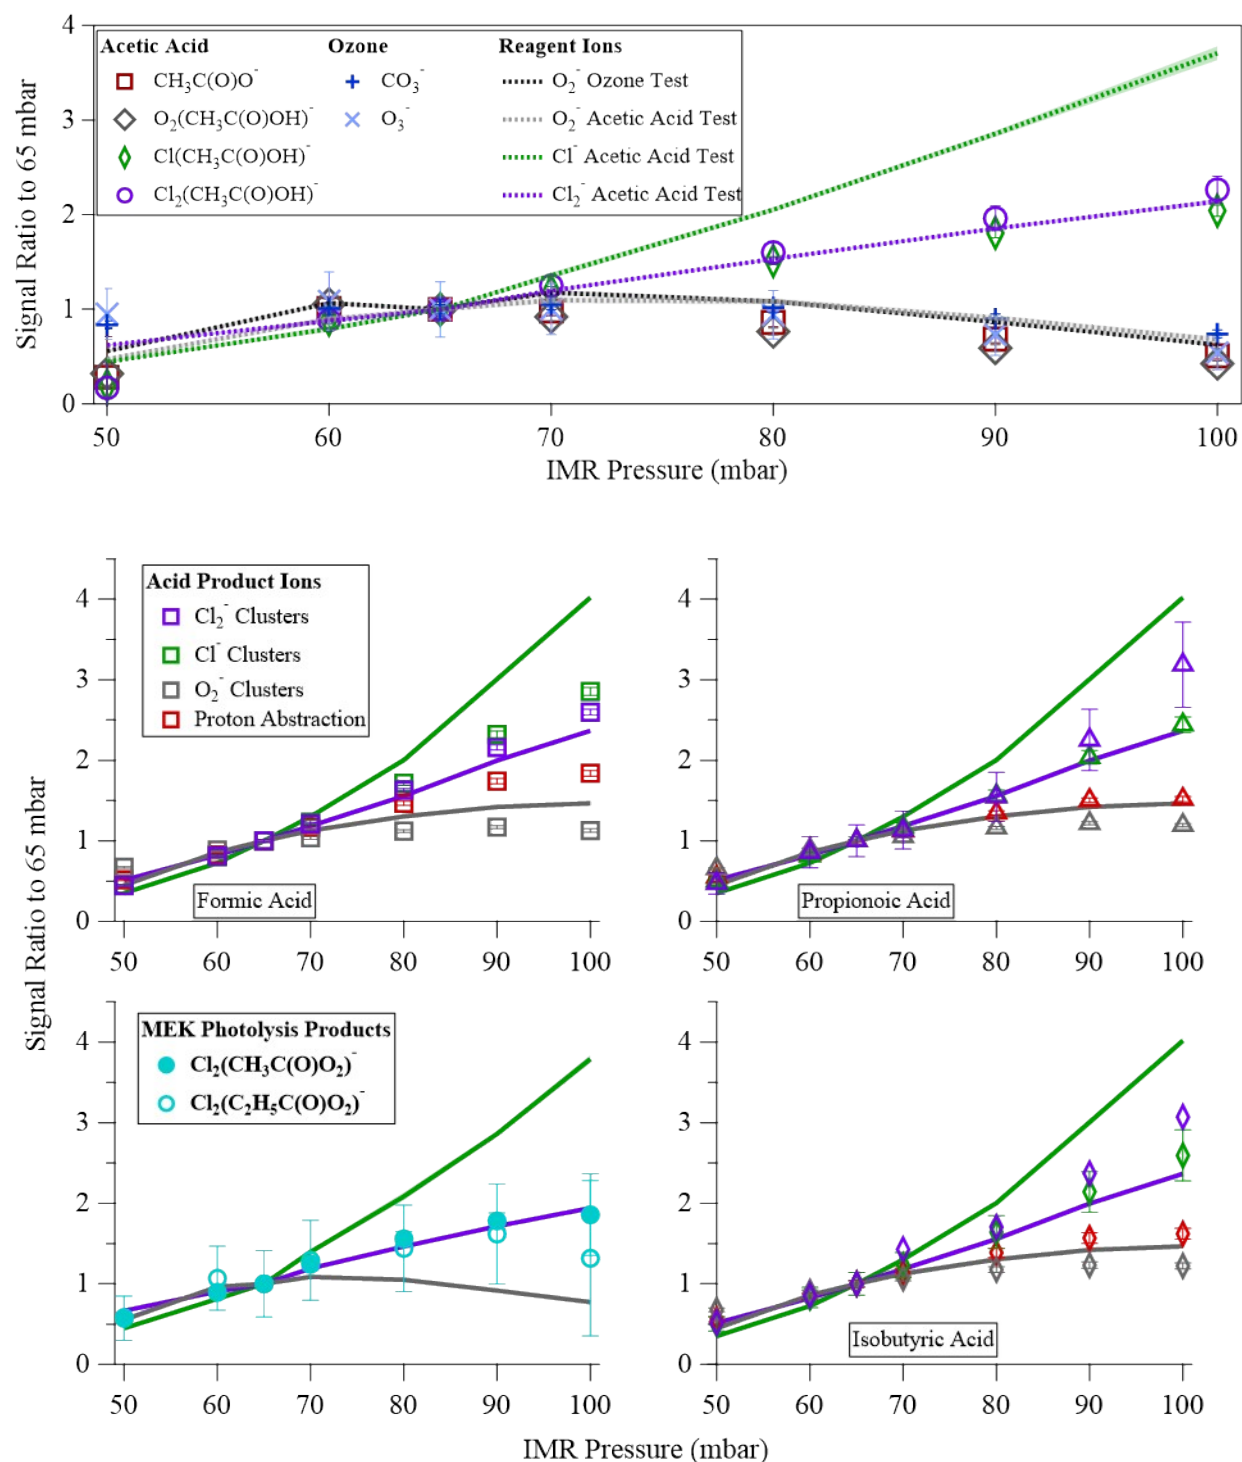 Signal Ratio to 65 mbar
4
3
2
1
0
Acetic Acid
CH₃C(O)O⁻
O₂(CH₃C(O)OH)⁻
Cl(CH₃C(O)OH)⁻
Cl₂(CH₃C(O)OH)⁻
Ozone
CO₃⁻
O₃⁻
Reagent Ions
O₂⁻ Ozone Test
O₂⁻ Acetic Acid Test
Cl⁻ Acetic Acid Test
Cl₂⁻ Acetic Acid Test
50 60 70 80 90 100
IMR Pressure (mbar)
Signal Ratio to 65 mbar
4
3
2
1
0
Acid Product Ions
Cl₂⁻ Clusters
Cl⁻ Clusters
O₂⁻ Clusters
Proton Abstraction
Formic Acid
50 60 70 80 90 100
4
3
2
1
0
Propionoic Acid
50 60 70 80 90 100
4
3
2
1
0
MEK Photolysis Products
Cl₂(CH₃C(O)O₂)⁻
Cl₂(C₂H₅C(O)O₂)⁻
50 60 70 80 90 100
4
3
2
1
0
Isobutyric Acid
50 60 70 80 90 100
IMR Pressure (mbar)